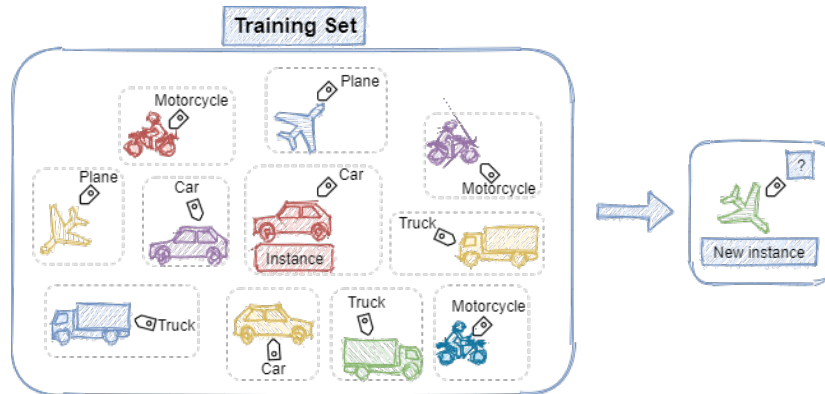 Training Set
Plane
Motorcycle
Motorcycle
Plane
Car
Car
Truck
Instance
?
New instance
Truck
Car
Truck
Motorcycle